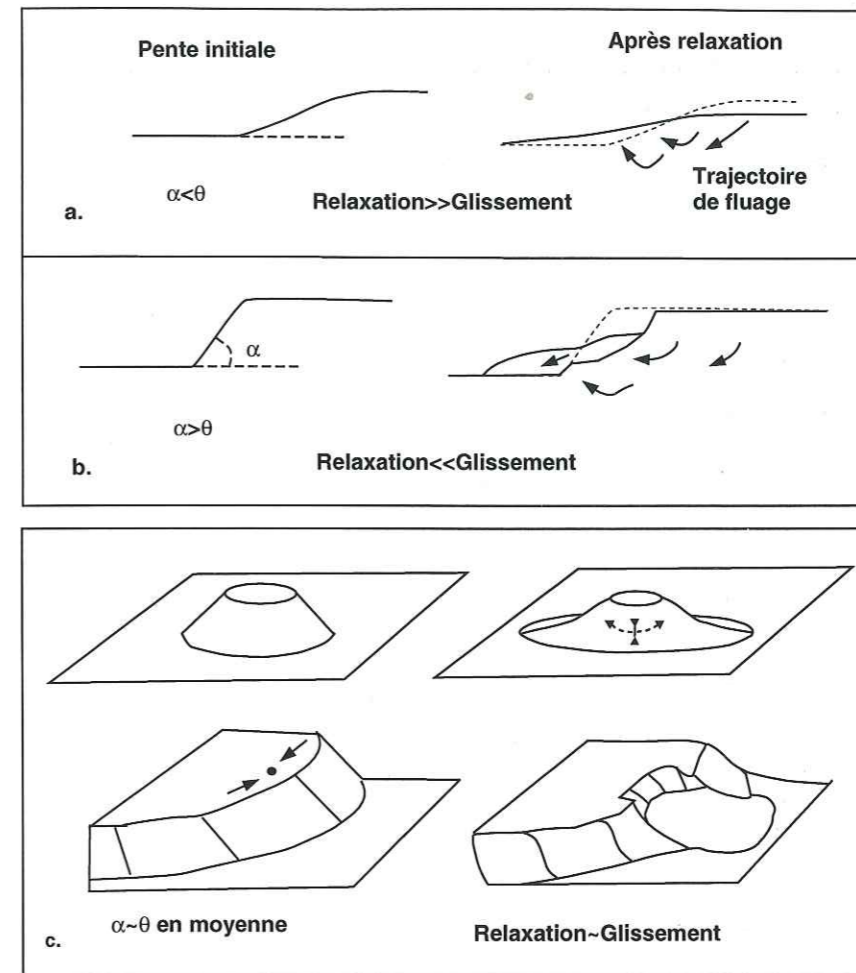 Pente initiale
Après relaxation
α<θ
Relaxation>>Glissement
Trajectoire
de fluage
a.
α
α>θ
Relaxation<<Glissement
b.
α~θ en moyenne
Relaxation~Glissement
c.